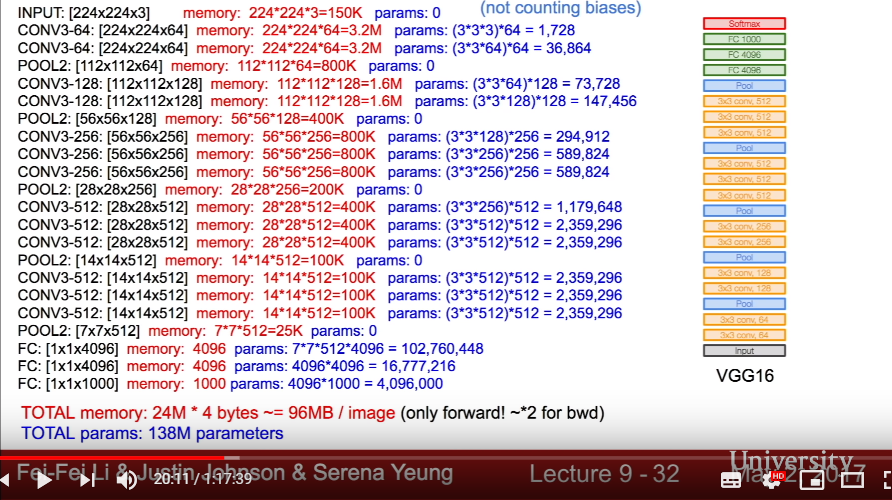 (not counting biases)
INPUT: [224x224x3] memory: 224*224*3=150K params: 0
CONV3-64: [224x224x64] memory: 224*224*64=3.2M params: (3*3*3)*64 = 1,728
CONV3-64: [224x224x64] memory: 224*224*64=3.2M params: (3*3*64)*64 = 36,864
POOL2: [112x112x64] memory: 112*112*64=800K params: 0
CONV3-128: [112x112x128] memory: 112*112*128=1.6M params: (3*3*64)*128 = 73,728
CONV3-128: [112x112x128] memory: 112*112*128=1.6M params: (3*3*128)*128 = 147,456
POOL2: [56x56x128] memory: 56*56*128=400K params: 0
CONV3-256: [56x56x256] memory: 56*56*256=800K params: (3*3*128)*256 = 294,912
CONV3-256: [56x56x256] memory: 56*56*256=800K params: (3*3*256)*256 = 589,824
CONV3-256: [56x56x256] memory: 56*56*256=800K params: (3*3*256)*256 = 589,824
POOL2: [28x28x256] memory: 28*28*256=200K params: 0
CONV3-512: [28x28x512] memory: 28*28*512=400K params: (3*3*256)*512 = 1,179,648
CONV3-512: [28x28x512] memory: 28*28*512=400K params: (3*3*512)*512 = 2,359,296
CONV3-512: [28x28x512] memory: 28*28*512=400K params: (3*3*512)*512 = 2,359,296
POOL2: [14x14x512] memory: 14*14*512=100K params: 0
CONV3-512: [14x14x512] memory: 14*14*512=100K params: (3*3*512)*512 = 2,359,296
CONV3-512: [14x14x512] memory: 14*14*512=100K params: (3*3*512)*512 = 2,359,296
CONV3-512: [14x14x512] memory: 14*14*512=100K params: (3*3*512)*512 = 2,359,296
POOL2: [7x7x512] memory: 7*7*512=25K params: 0
FC: [1x1x4096] memory: 4096 params: 7*7*512*4096 = 102,760,448
FC: [1x1x4096] memory: 4096 params: 4096*4096 = 16,777,216
FC: [1x1x1000] memory: 1000 params: 4096*1000 = 4,096,000
TOTAL memory: 24M * 4 bytes ~= 96MB / image (only forward! ~*2 for bwd)
TOTAL params: 138M parameters
Softmax
FC 1000
FC 4096
FC 4096
Pool
3x3 conv, 512
3x3 conv, 512
3x3 conv, 512
Pool
3x3 conv, 512
3x3 conv, 512
3x3 conv, 512
Pool
3x3 conv, 256
3x3 conv, 256
Pool
3x3 conv, 128
3x3 conv, 128
Pool
3x3 conv, 64
3x3 conv, 64
Input
VGG16
University
Fei-Fei Li & Justin Johnson & Serena Yeung
Lecture 9 - 32
2017
20:11 / 1:17:39
HD